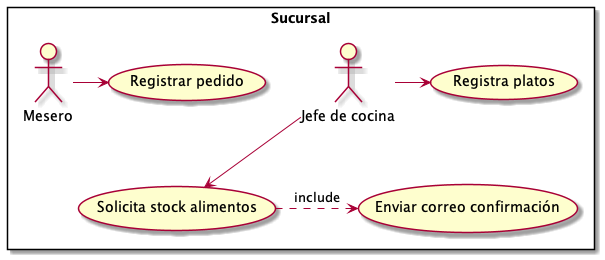 Sucursal
Registrar pedido
Registra platos
Mesero
Jefe de cocina
include
Solicita stock alimentos
Enviar correo confirmación